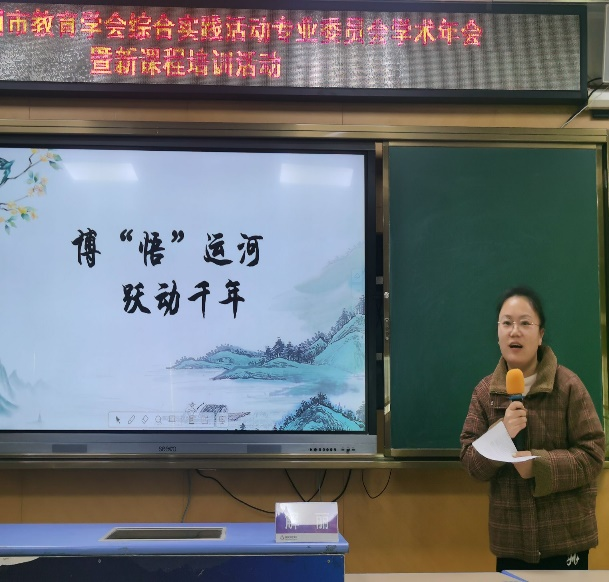 市教育学会综合实践活动专业委员会学术年会
暨新课程培训活动
博“悟”运河
跃动千年
丽